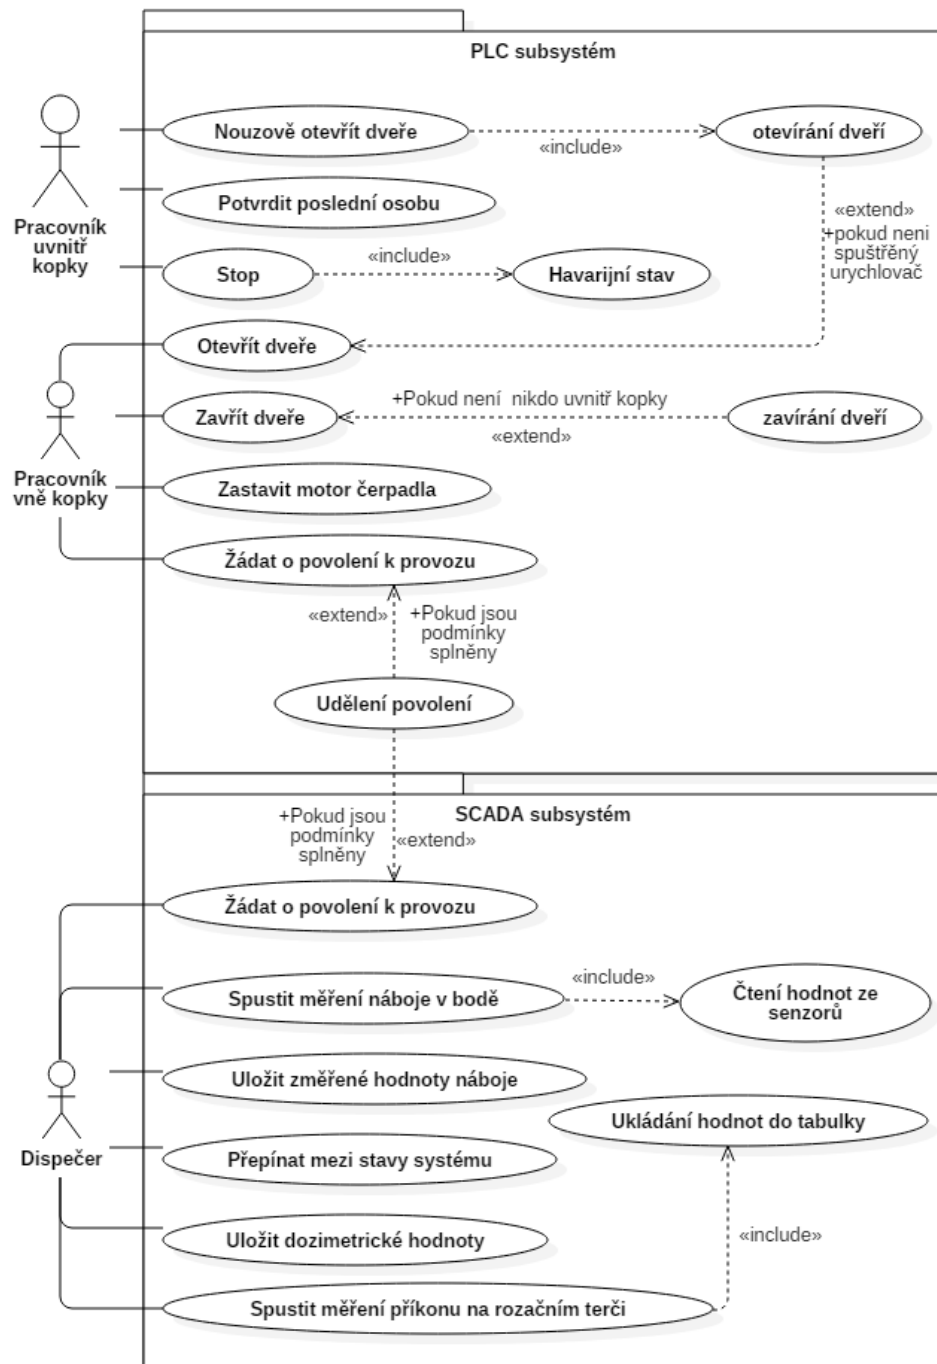 PLC subsystém
Nouzově otevřít dveře
«include»
otevírání dveří
Pracovník
uvnitř
kopky
Potvrdit poslední osobu
«extend»
+pokud neni
spuštřěný
urychlovač
Stop
«include»
Havarijní stav
Otevřít dveře
Zavřít dveře
+Pokud není nikdo uvnitř kopky
«extend»
zavírání dveří
Pracovník
vně kopky
Zastavit motor čerpadla
Žádat o povolení k provozu
«extend»
+Pokud jsou
podmínky
splněny
Udělení povolení
SCADA subsystém
+Pokud jsou
podmínky
splněny
«extend»
Žádat o povolení k provozu
Spustit měření náboje v bodě
«include»
Čtení hodnot ze
senzorů
Uložit změřené hodnoty náboje
Ukládání hodnot do tabulky
Dispečer
Přepínat mezi stavy systému
Uložit dozimetrické hodnoty
«include»
Spustit měření příkonu na rozačním terči